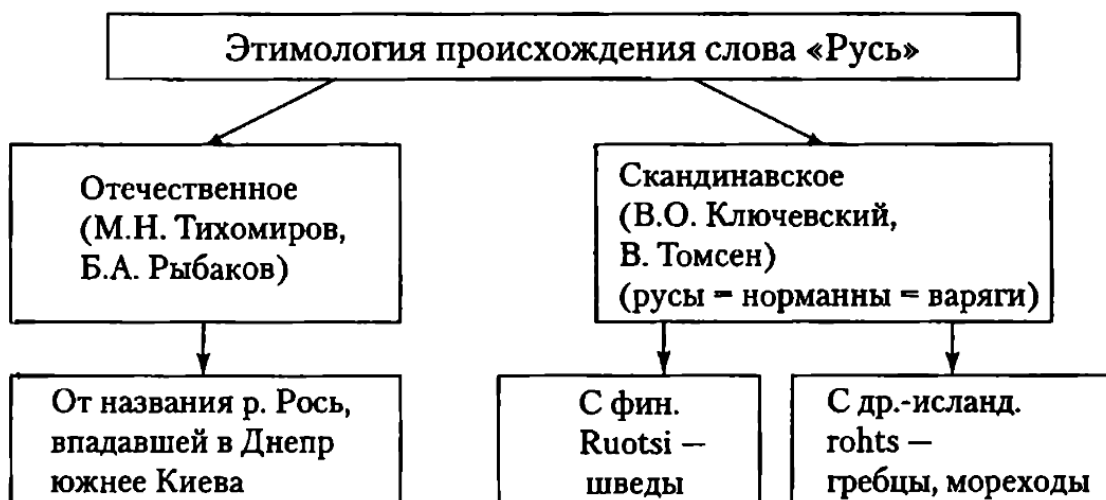 Этимология происхождения слова «Русь»
Отечественное
(М.Н. Тихомиров,
Б.А. Рыбаков)
Скандинавское
(В.О. Ключевский,
В. Томсен)
(русы = норманны = варяги)
От названия р. Рось,
впадавшей в Днепр
южнее Киева
С фин.
Ruotsi —
шведы
С др.-исланд.
rohts —
гребцы, мореходы